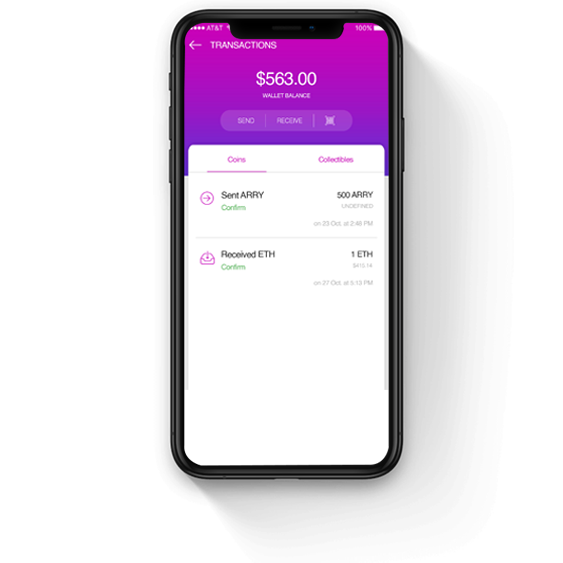 AT&T 100%
TRANSACTIONS
$563.00
WALLET BALANCE
SEND RECEIVE
Coins Collectibles
Sent ARRY 500 ARRY
Confirm UNDEFINED
on 23 Oct. at 2:46 PM
Received ETH 1 ETH
Confirm $412.14
on 27 Oct. at 5:13 PM